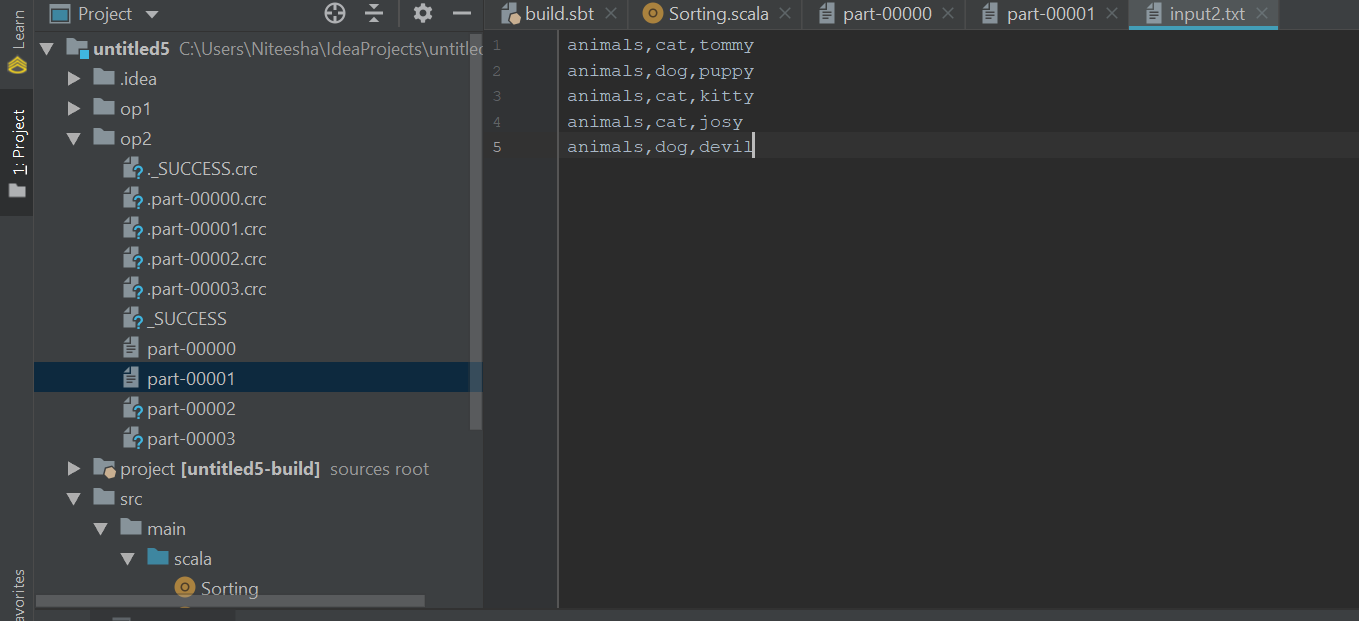 Project
build.sbt
Sorting.scala
part-00000
part-00001
input2.txt
Learn
1: Project
avorites
untitled5 C:\Users\Niteesha\IdeaProjects\untitled
.idea
op1
op2
._SUCCESS.crc
.part-00000.crc
.part-00001.crc
.part-00002.crc
.part-00003.crc
_SUCCESS
part-00000
part-00001
part-00002
part-00003
project [untitled5-build] sources root
src
main
scala
Sorting
1 animals,cat,tommy
2 animals,dog,puppy
3 animals,cat,kitty
4 animals,cat,josy
5 animals,dog,devil